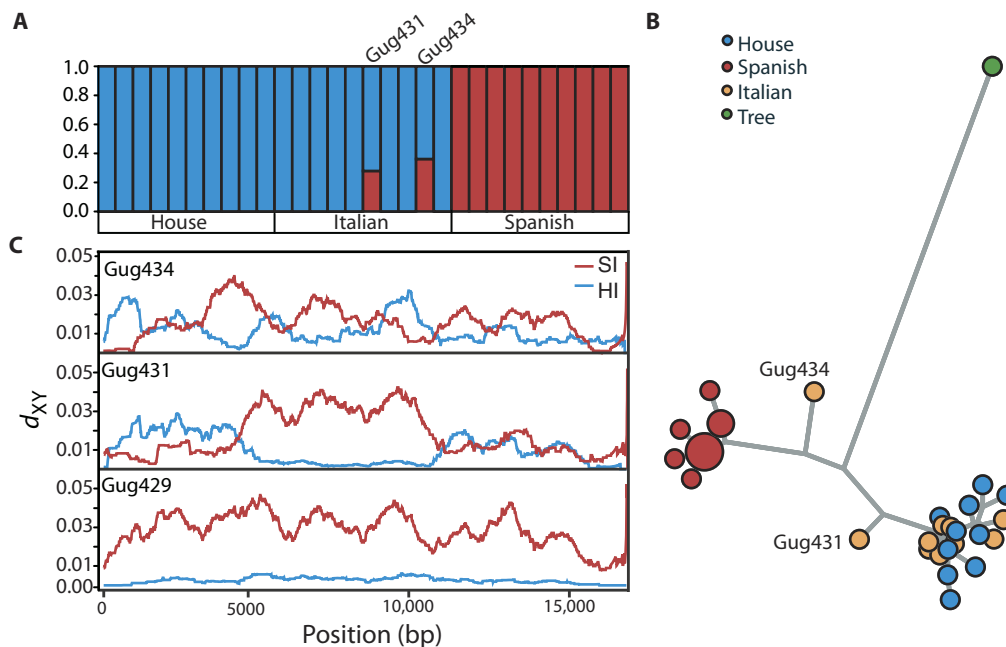 A
Gug431
Gug434
1.0
0.8
0.6
0.4
0.2
0.0
House
Italian
Spanish
B
House
Spanish
Italian
Tree
Gug434
Gug431
C
dXY
0.05
0.03
0.01
Gug434
SI
HI
0.05
0.03
0.01
Gug431
0.05
0.03
0.01
0.00
Gug429
0
5000
10,000
15,000
Position (bp)